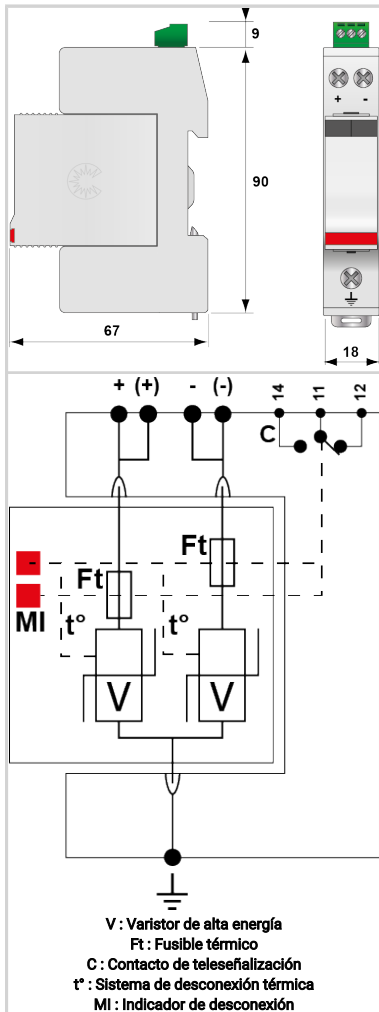 9
+ -
90
67
18
+ (+) - (-) 14 11 12
C
Ft
-
Ft
MI
t° t°
V V
V : Varistor de alta energía
Ft : Fusible térmico
C : Contacto de teleseñalización
t° : Sistema de desconexión térmica
MI : Indicador de desconexión